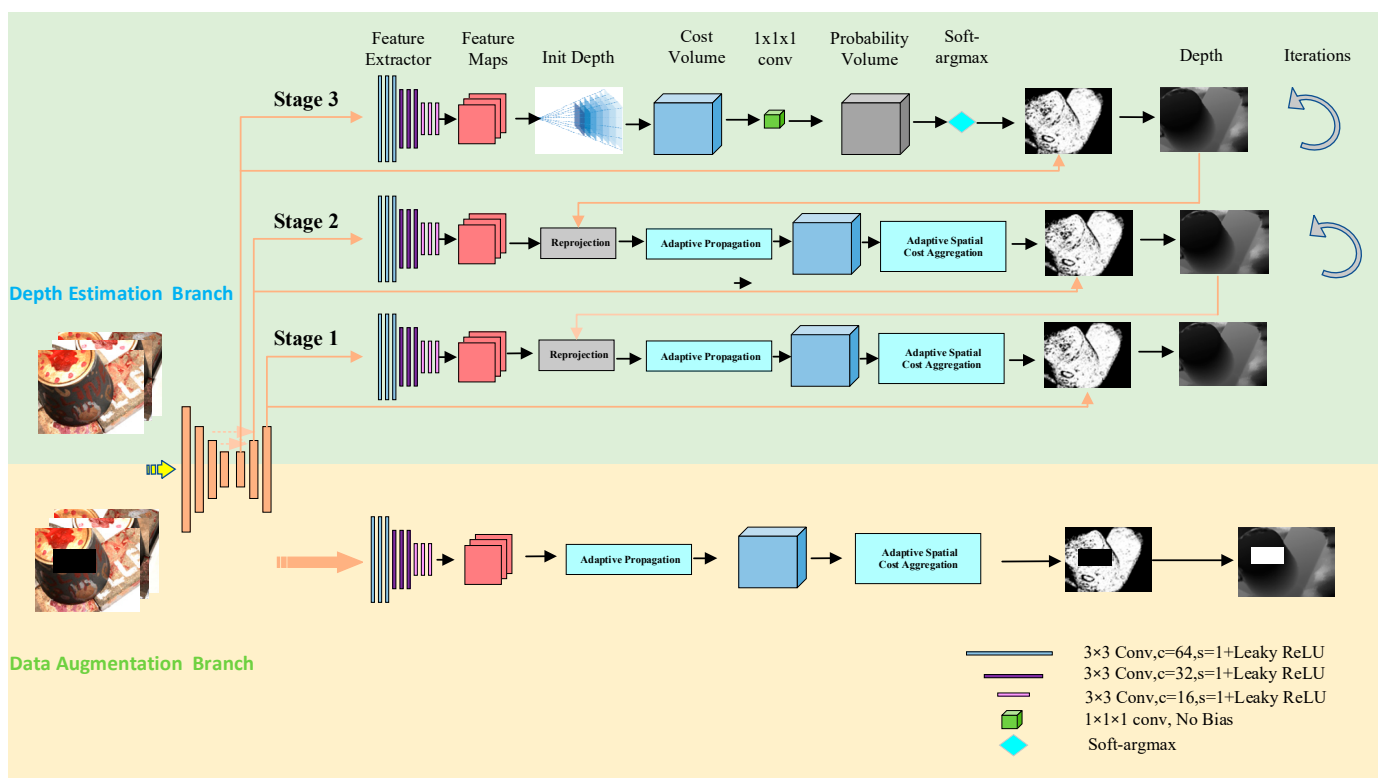 Feature
Extractor
Feature
Maps
Init Depth
Cost
Volume
1x1x1
conv
Probability
Volume
Soft-
argmax
Depth
Iterations
Stage 3
Stage 2
Reprojection
Adaptive Propagation
Adaptive Spatial
Cost Aggregation
Depth Estimation Branch
Stage 1
Reprojection
Adaptive Propagation
Adaptive Spatial
Cost Aggregation
Adaptive Propagation
Adaptive Spatial
Cost Aggregation
Data Augmentation Branch
3×3 Conv,c=64,s=1+Leaky ReLU
3×3 Conv,c=32,s=1+Leaky ReLU
3×3 Conv,c=16,s=1+Leaky ReLU
1×1×1 conv, No Bias
Soft-argmax